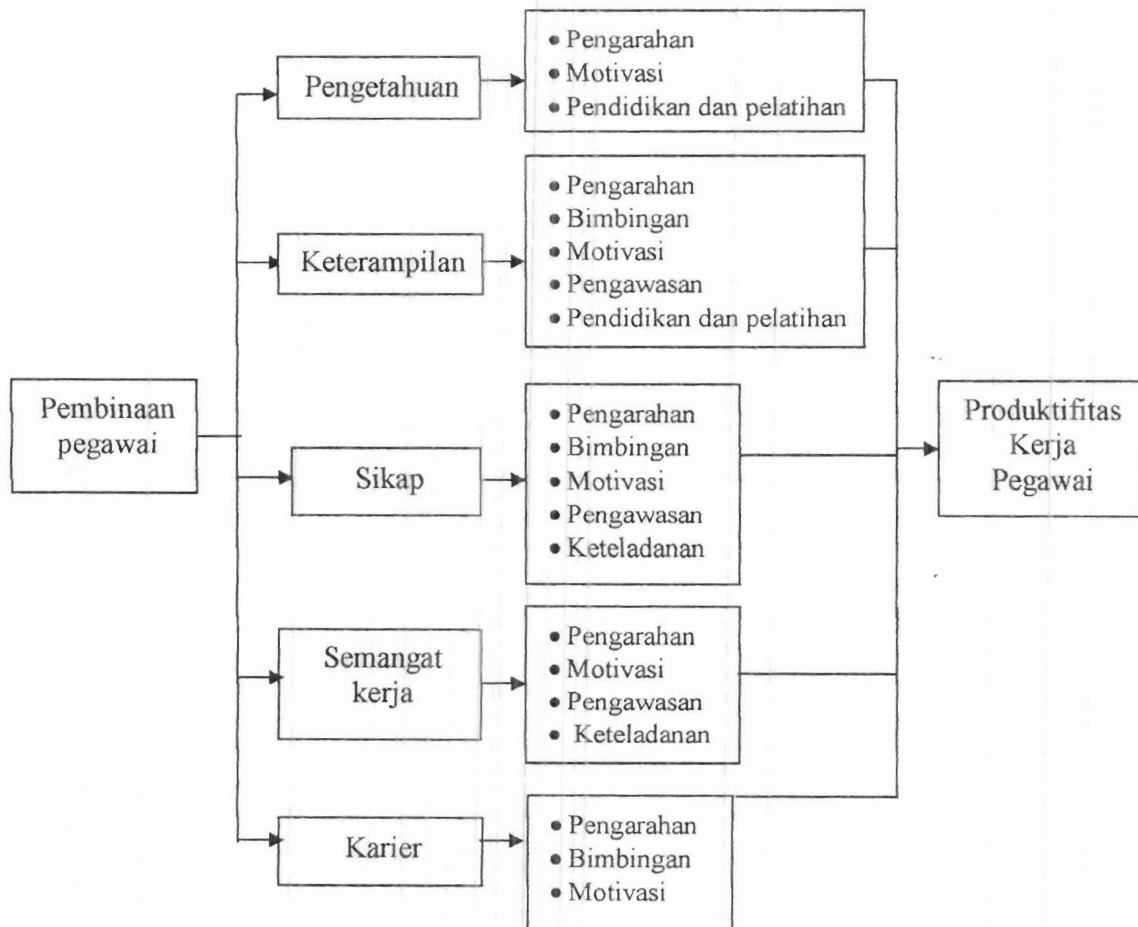 Pembinaan
pegawai
Pengetahuan
• Pengarahan
• Motivasi
• Pendidikan dan pelatihan
Keterampilan
• Pengarahan
• Bimbingan
• Motivasi
• Pengawasan
• Pendidikan dan pelatihan
Sikap
• Pengarahan
• Bimbingan
• Motivasi
• Pengawasan
• Keteladanan
Semangat
kerja
• Pengarahan
• Motivasi
• Pengawasan
• Keteladanan
Karier
• Pengarahan
• Bimbingan
• Motivasi
Produktifitas
Kerja
Pegawai